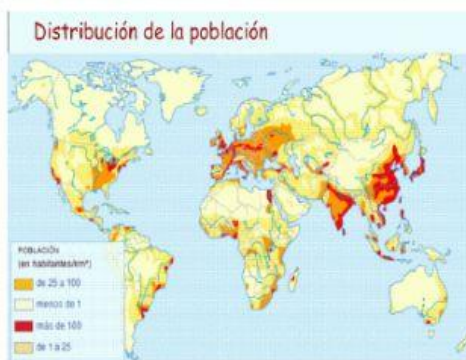 Distribución de la población
POBLACIÓN
(en habitantes/km²)
de 25 a 100
menos de 1
más de 100
de 1 a 25